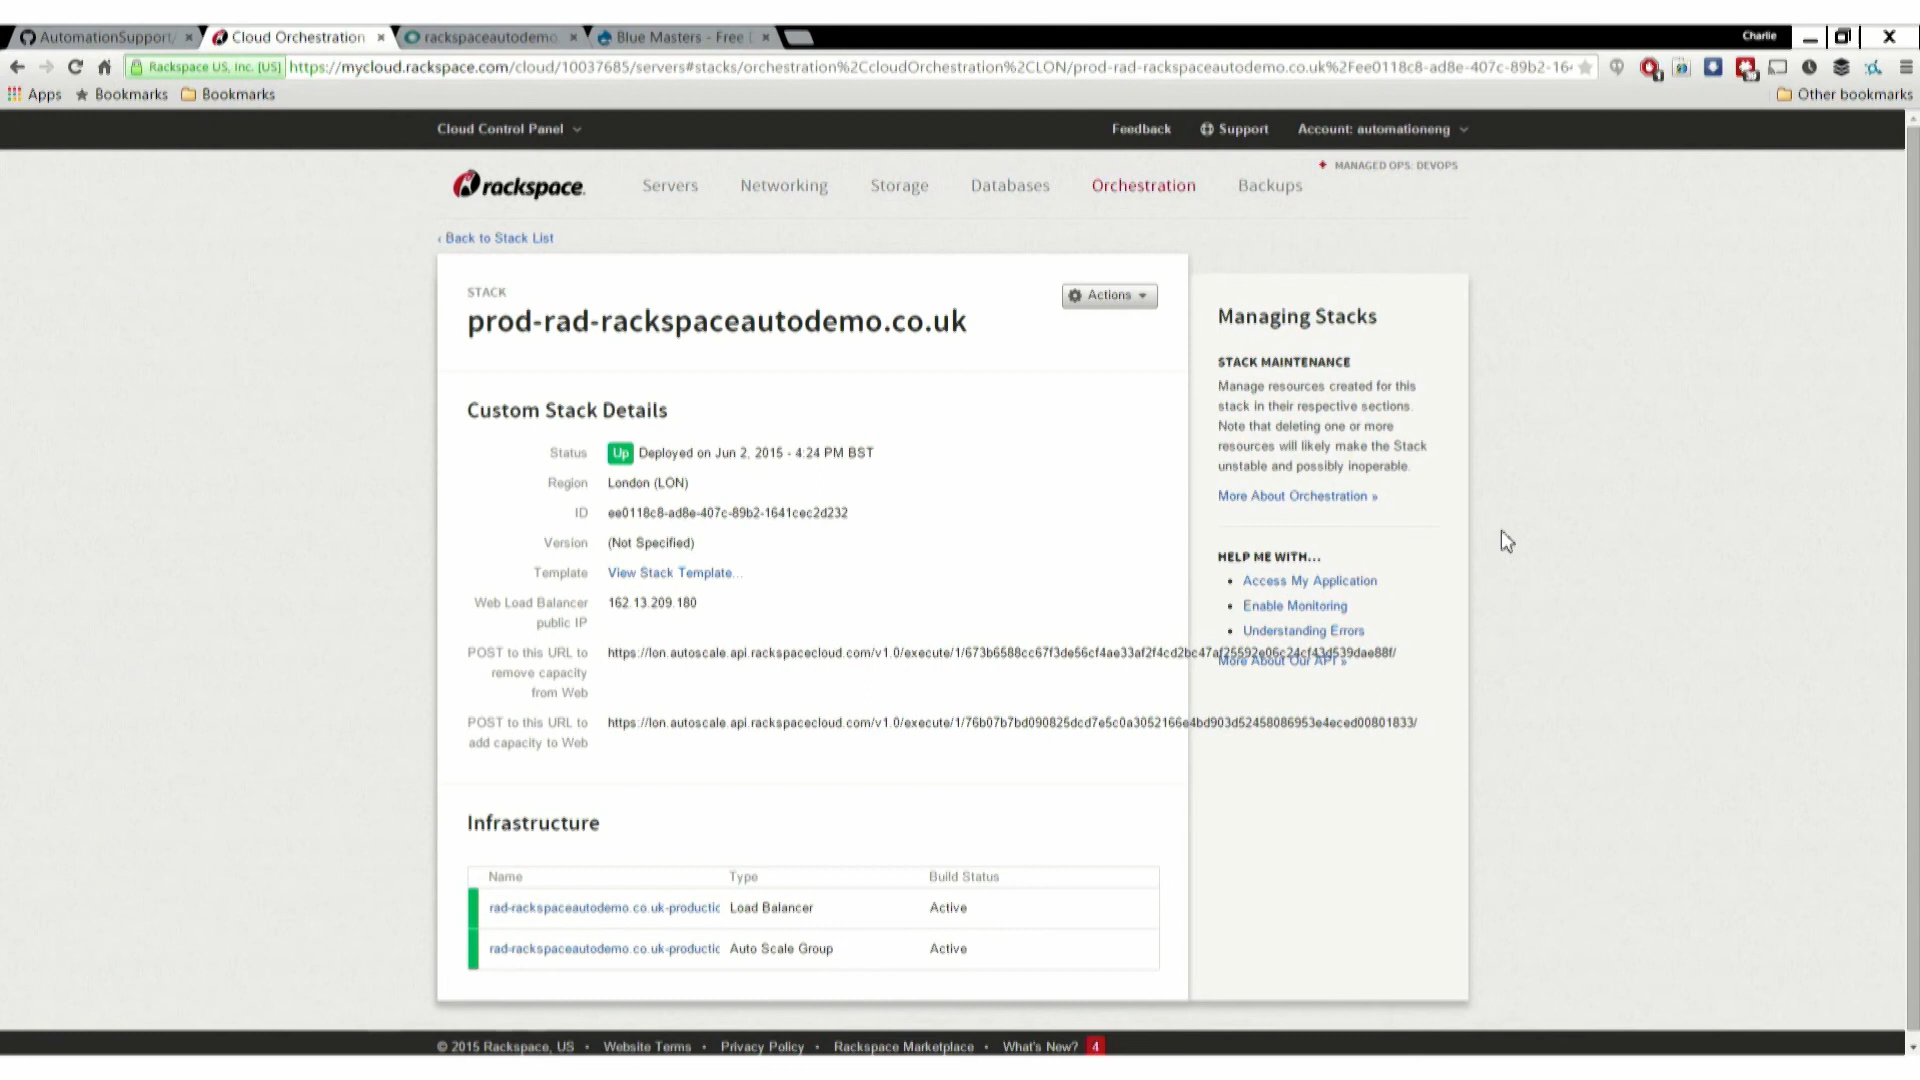 AutomationSupport/
Cloud Orchestration
rackspaceautodemo.
Blue Masters - Free
Charlie
Rackspace US, Inc. [US]
https://mycloud.rackspace.com/cloud/10037685/servers#stacks/orchestration%2CcloudOrchestration%2CLON/prod-rad-rackspaceautodemo.co.uk%2Fee0118c8-ad8e-407c-89b2-164
Apps
Bookmarks
Bookmarks
Other bookmarks
Cloud Control Panel
Feedback
Support
Account: automationeng
MANAGED OPS: DEVOPS
rackspace.
Servers
Networking
Storage
Databases
Orchestration
Backups
‹ Back to Stack List
STACK
prod-rad-rackspaceautodemo.co.uk
Actions
Custom Stack Details
Status
Up Deployed on Jun 2, 2015 - 4:24 PM BST
Region
London (LON)
ID
ee0118c8-ad8e-407c-89b2-1641cec2d232
Version
(Not Specified)
Template
View Stack Template...
Web Load Balancer
public IP
162.13.209.180
POST to this URL to
remove capacity
from Web
https://lon.autoscale.api.rackspacecloud.com/v1.0/execute/1/673b6588cc67f3de56cf4ae33af2f4cd2bc47af25592e06c24cf43d539dae88f/
POST to this URL to
add capacity to Web
https://lon.autoscale.api.rackspacecloud.com/v1.0/execute/1/76b07b7bd090825dcd7e5c0a3052166e4bd903d52458086953e4eced00801833/
Infrastructure
Name
Type
Build Status
rad-rackspaceautodemo.co.uk-productic
Load Balancer
Active
rad-rackspaceautodemo.co.uk-productic
Auto Scale Group
Active
Managing Stacks
STACK MAINTENANCE
Manage resources created for this
stack in their respective sections.
Note that deleting one or more
resources will likely make the Stack
unstable and possibly inoperable.
More About Orchestration »
HELP ME WITH...
• Access My Application
• Enable Monitoring
• Understanding Errors
More About Our API »
© 2015 Rackspace, US • Website Terms • Privacy Policy • Rackspace Marketplace • What's New? 4